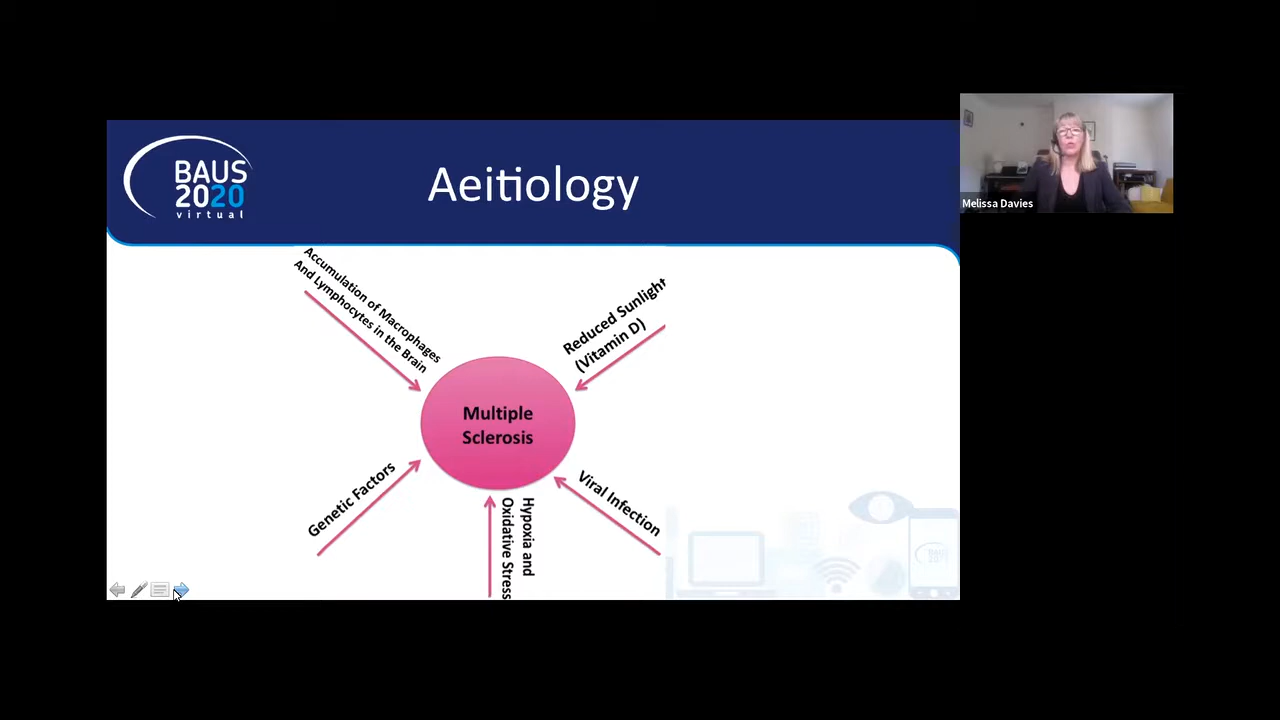 BAUS
2020
virtual
Aeitiology
Melissa Davies
Accumulation of Macrophages
And Lymphocytes in the Brain
Reduced Sunlight
(Vitamin D)
Multiple
Sclerosis
Genetic Factors
Hypoxia and
Oxidative Stress
Viral Infection
BAUS